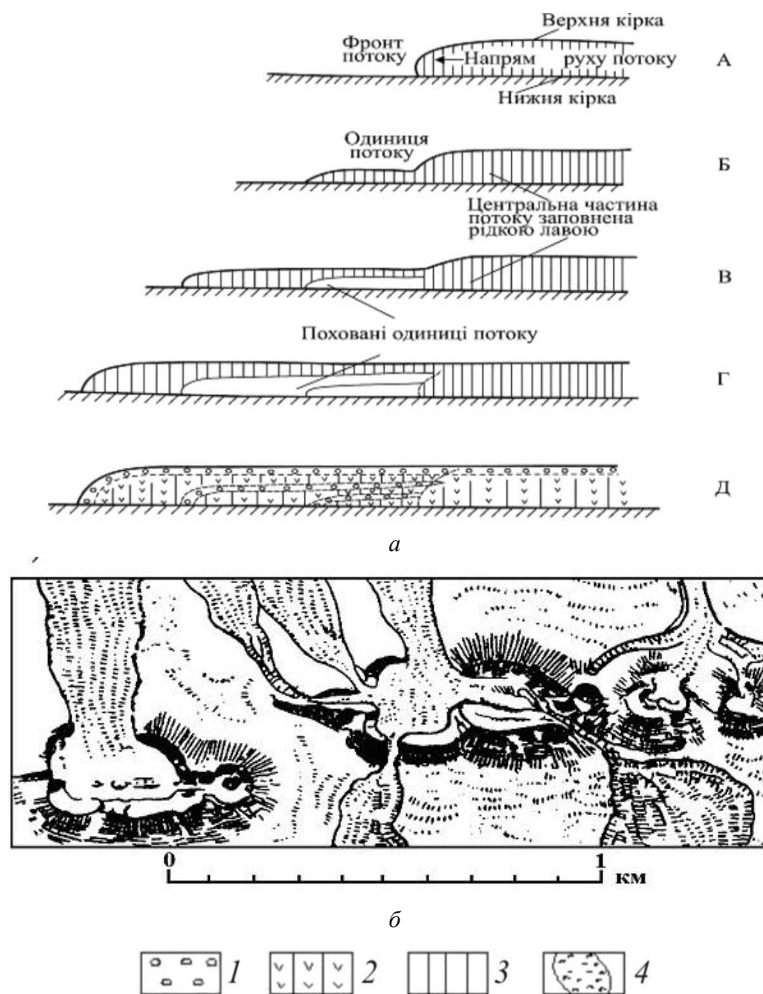 Верхня кірка
Фронт
потоку
Напрям руху потоку
А
Нижня кірка
Одиниця
потоку
Б
Центральна частина
потоку заповнена
рідкою лавою
В
Поховані одиниці потоку
Г
Д
а
0 1
км
б
1 2 3 4